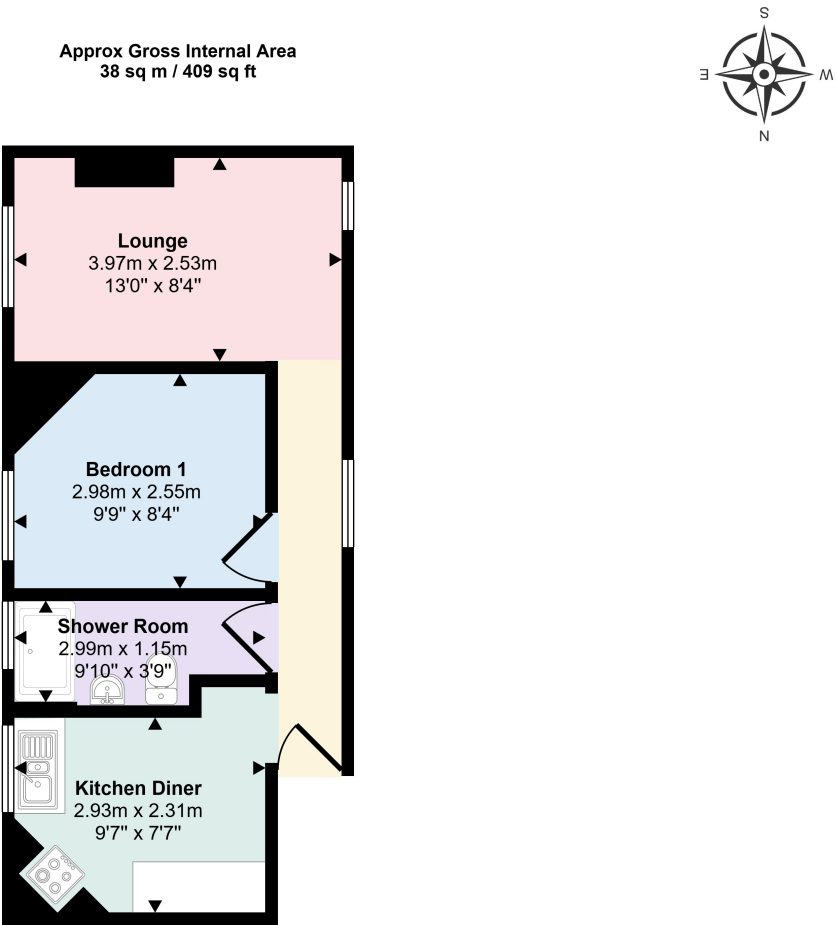 Approx Gross Internal Area
38 sq m / 409 sq ft
S
E
W
N
Lounge
3.97m x 2.53m
13'0" x 8'4"
Bedroom 1
2.98m x 2.55m
9'9" x 8'4"
Shower Room
2.99m x 1.15m
9'10" x 3'9"
Kitchen Diner
2.93m x 2.31m
9'7" x 7'7"